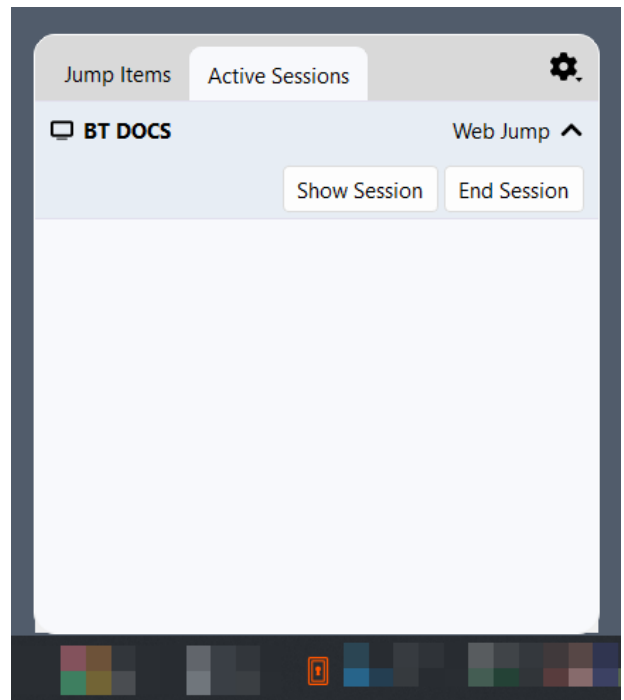 Jump Items Active Sessions
BT DOCS Web Jump
Show Session End Session